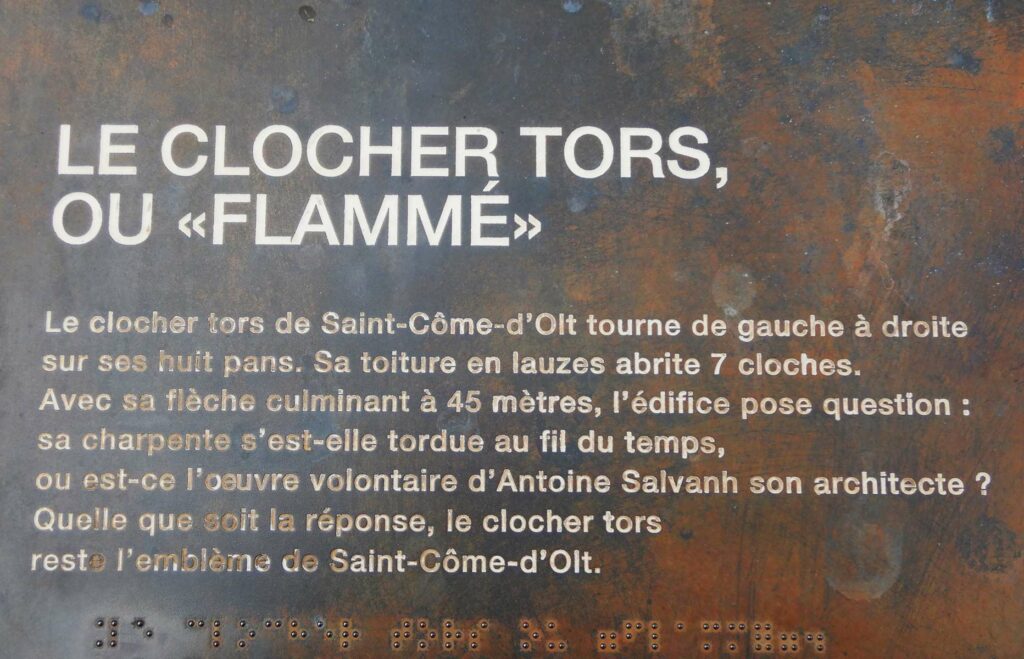 LE CLOCHER TORS,
OU «FLAMMÉ»
Le clocher tors de Saint-Côme-d’Olt tourne de gauche à droite
sur ses huit pans. Sa toiture en lauzes abrite 7 cloches.
Avec sa flèche culminant à 45 mètres, l’édifice pose question :
sa charpente s’est-elle tordue au fil du temps,
ou est-ce l’œuvre volontaire d’Antoine Salvanh son architecte ?
Quelle que soit la réponse, le clocher tors
reste l’emblème de Saint-Côme-d’Olt.